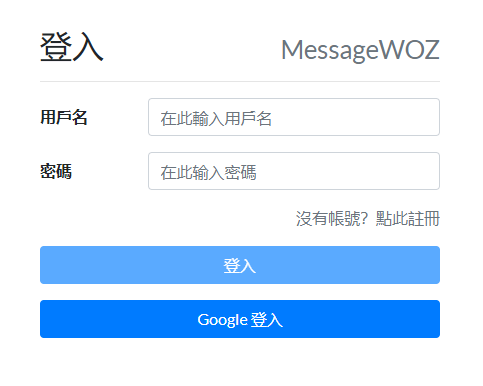 登入 MessageWOZ
用戶名 在此輸入用戶名
密碼 在此输入密碼
沒有帳號? 點此註冊
登入
Google 登入